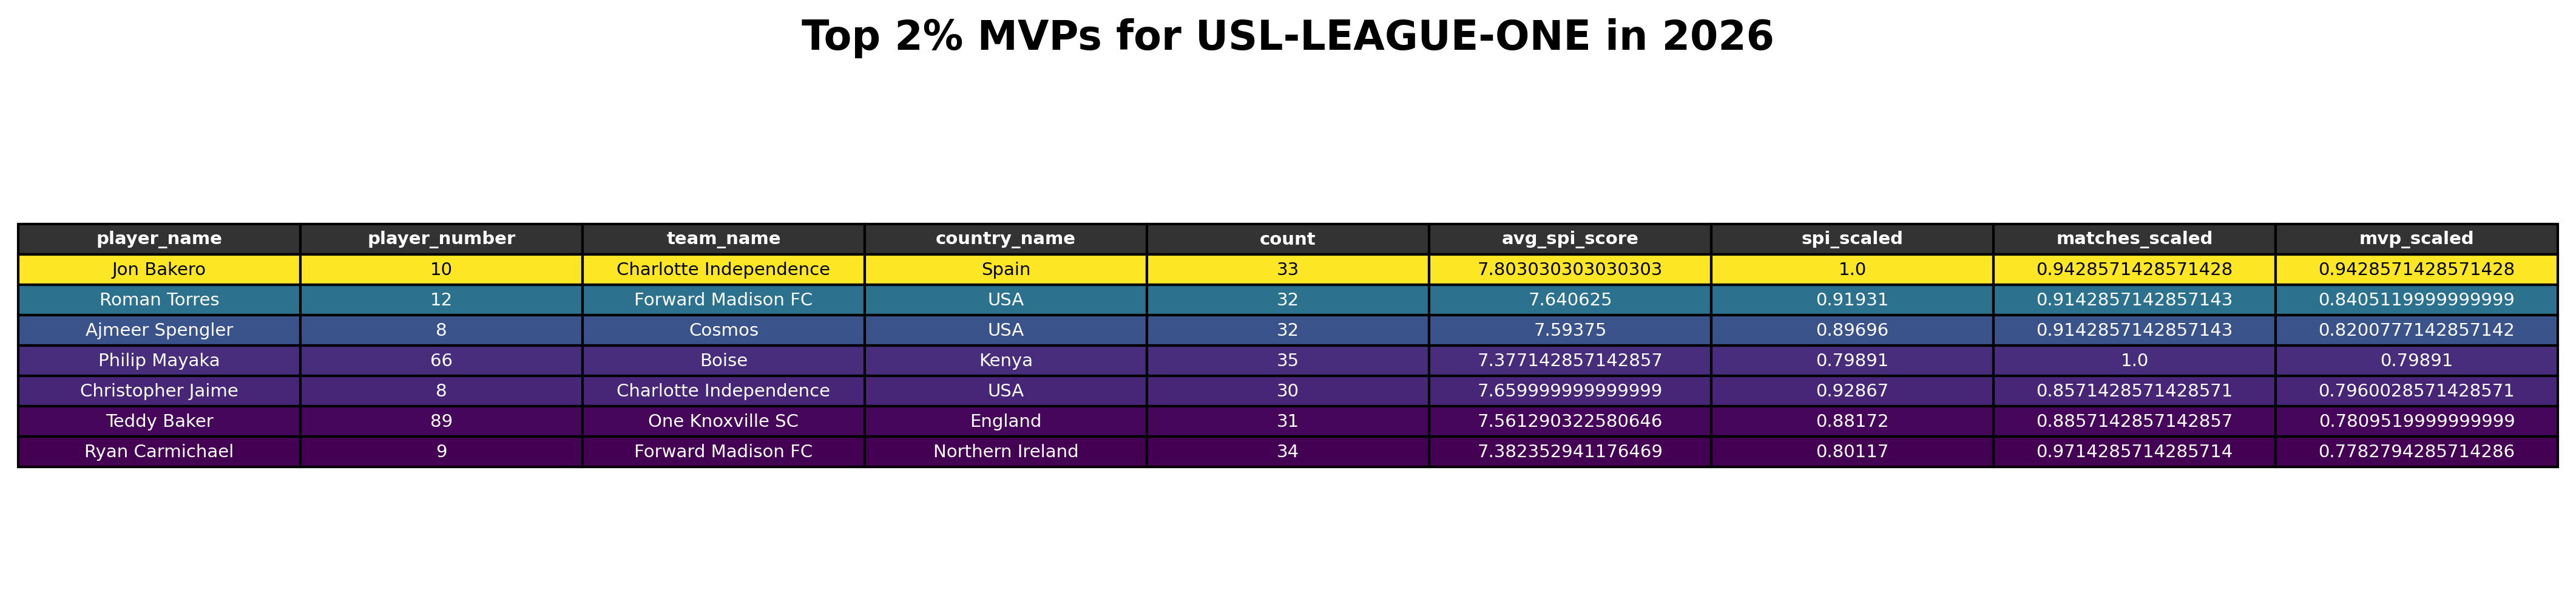 Top 2% MVPs for USL-LEAGUE-ONE in 2026
player_name player_number team_name country_name count avg_spi_score spi_scaled matches_scaled mvp_scaled
Jon Bakero 10 Charlotte Independence Spain 33 7.803030303030303 1.0 0.9428571428571428 0.9428571428571428
Roman Torres 12 Forward Madison FC USA 32 7.640625 0.91931 0.9142857142857143 0.8405119999999999
Ajmeer Spengler 8 Cosmos USA 32 7.59375 0.89696 0.9142857142857143 0.8200777142857142
Philip Mayaka 66 Boise Kenya 35 7.377142857142857 0.79891 1.0 0.79891
Christopher Jaime 8 Charlotte Independence USA 30 7.659999999999999 0.92867 0.8571428571428571 0.7960028571428571
Teddy Baker 89 One Knoxville SC England 31 7.561290322580646 0.88172 0.8857142857142857 0.7809519999999999
Ryan Carmichael 9 Forward Madison FC Northern Ireland 34 7.382352941176469 0.80117 0.9714285714285714 0.7782794285714286